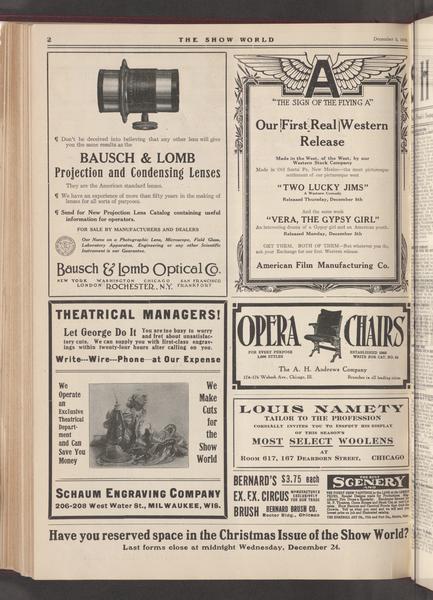 2
THE SHOW WORLD
¶ Don't be deceived into believing that any other lens will give
you the same results as the
BAUSCH & LOMB
Projection and Condensing Lenses
They are the American standard lenses.
¶ We have an experience of more than fifty years in the making of
lenses for all sorts of purposes.
¶ Send for New Projection Lens Catalog containing useful
information for operators.
FOR SALE BY MANUFACTURERS AND DEALERS
Our Name on a Photographic Lens, Microscope, Field Glass,
Laboratory Apparatus, Engineering or any other Scientific
Instrument is our Guarantee.
Bausch & Lomb Optical Co.
NEW YORK WASHINGTON CHICAGO SAN FRANCISCO
LONDON ROCHESTER, N.Y. FRANKFORT
A
"THE SIGN OF THE FLYING A"
Our First Real Western
Release
Made in the West, of the West, by our
Western Stock Company
Made in Old Santa Fe, New Mexico—the most picturesque
settlement of our picturesque west
"TWO LUCKY JIMS"
A Western Comedy
Released Thursday, December 8th
And the same week
"VERA, THE GYPSY GIRL"
An interesting drama of a Gypsy girl and an American.
Released Monday, December 5th
GET THEM, BOTH OF THEM—But whatever you do,
ask your Exchange for our first Western release.
American Film Manufacturing Co.
THEATRICAL MANAGERS!
Let George Do It You are too busy to worry
and fret about unsatisfac-
tory cuts. We can supply you with first-class engrav-
ings within twenty-four hours after calling on you.
Write—Wire—Phone—at Our Expense
We
Operate
an
Exclusive
Theatrical
Depart-
ment and
Can Save
You
Money
We
Make
Cuts
for
the
Show
World
SCHAUM ENGRAVING COMPANY
206-208 West Water St., MILWAUKEE, WIS.
OPERA CHAIRS
FOR EVERY PURPOSE
1,000 STYLES
ESTABLISHED 1865
WRITE FOR CAT. NO.
The A. H. Andrews Company
174-176 Wabash Ave., Chicago, Ill. Branches in all leading cities
LOUIS NAMETY
TAILOR TO THE PROFESSION
CORDIALLY INVITES YOU TO INSPECT HIS DISPLAY
OF THIS SEASON'S
MOST SELECT WOOLENS
AT
ROOM 617, 167 DEARBORN STREET, CHICAGO
BERNARD'S $3.75 each
EX. EX. CIRCUS
BRUSH
MANUFACTURED
EXCLUSIVELY
FOR OUR TRADE
BERNARD BRUSH CO.
Rector Bldg., Chicago
SCENERY
Have you reserved space in the Christmas Issue of the Show World?
Last forms close at midnight Wednesday, December 24.